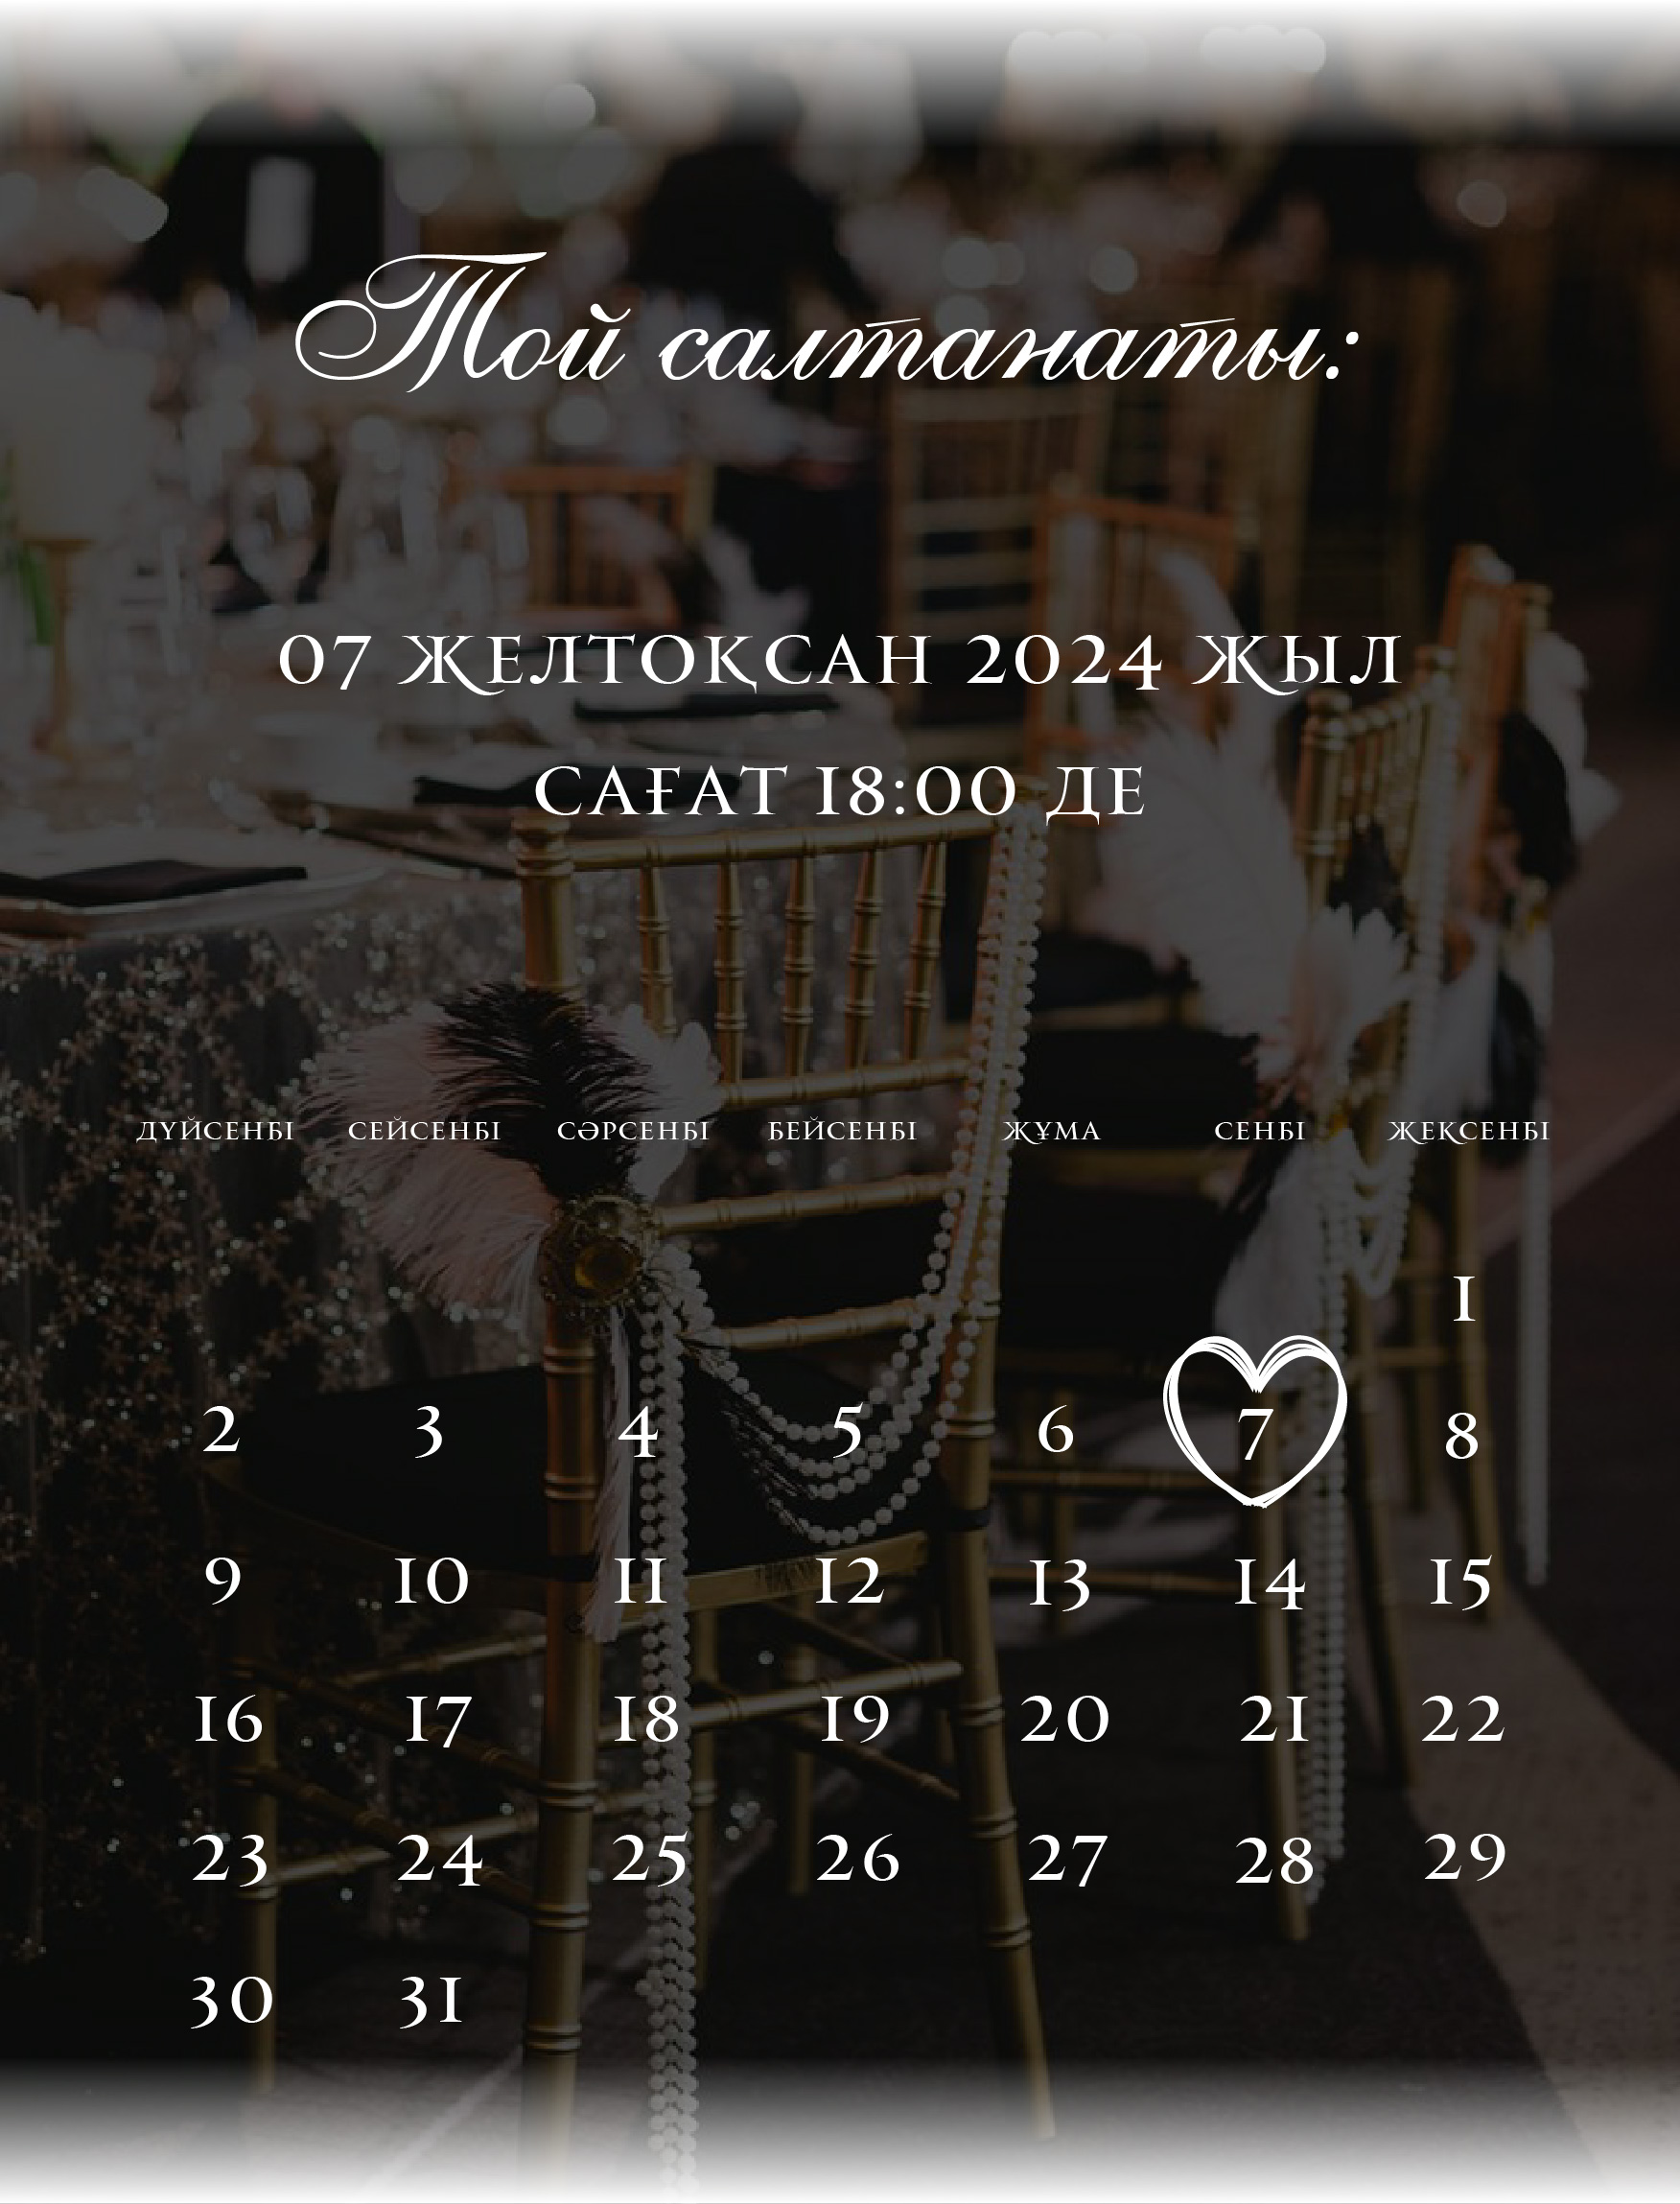 Той салтанаты:
07 ЖЕЛТОҚСАН 2024 ЖЫЛ
САҒАТ 18:00 ДЕ
ДҮЙСЕНБІ СЕЙСЕНБІ СӘРСЕНБІ БЕЙСЕНБІ ЖҰМА СЕНБІ ЖЕКСЕНБІ
1
2 3 4 5 6 7 8
9 10 11 12 13 14 15
16 17 18 19 20 21 22
23 24 25 26 27 28 29
30 31